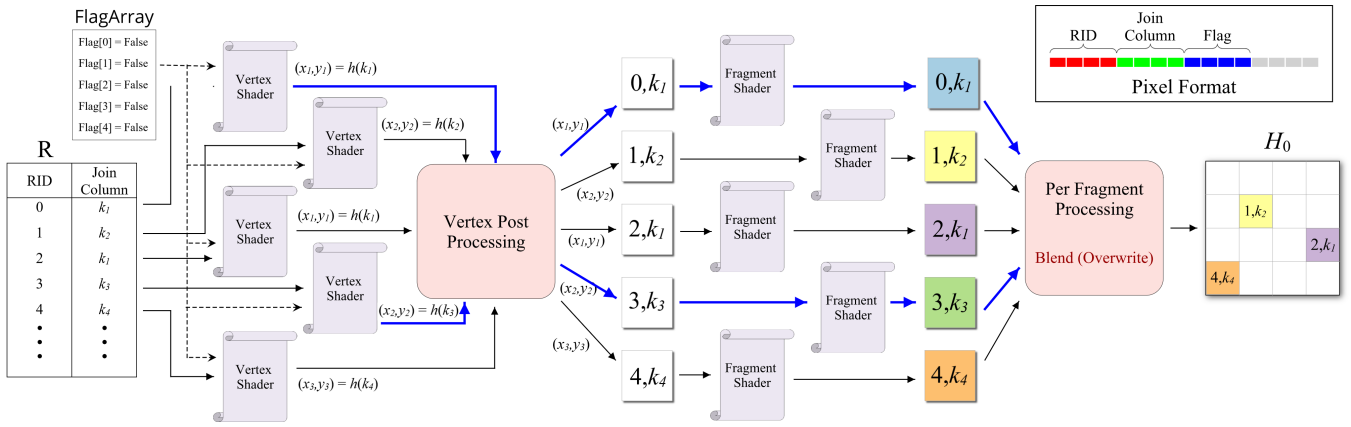 FlagArray
Flag[0] = False
Flag[1] = False
Flag[2] = False
Flag[3] = False
Flag[4] = False
R
RID
Join
Column
0
k1
1
k2
2
k1
3
k3
4
k4
Vertex
Shader
(x1,y1) = h(k1)
Vertex
Shader
(x2,y2) = h(k2)
Vertex
Shader
(x1,y1) = h(k1)
Vertex
Shader
(x2,y2) = h(k3)
Vertex
Shader
(x3,y3) = h(k4)
Vertex Post
Processing
(x1,y1)
(x2,y2)
(x1,y1)
(x2,y2)
(x3,y3)
0,k1
1,k2
2,k1
3,k3
4,k4
Fragment
Shader
Fragment
Shader
Fragment
Shader
Fragment
Shader
Fragment
Shader
0,k1
1,k2
2,k1
3,k3
4,k4
Per Fragment
Processing
Blend (Overwrite)
RID
Join
Column
Flag
Pixel Format
H0
1,k2
2,k1
4,k4